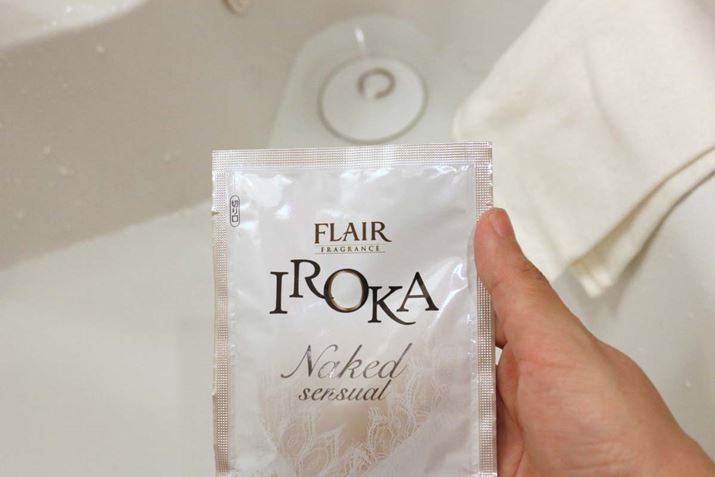 FLAIR
FRAGRANCE
IROKA
Naked
sensual